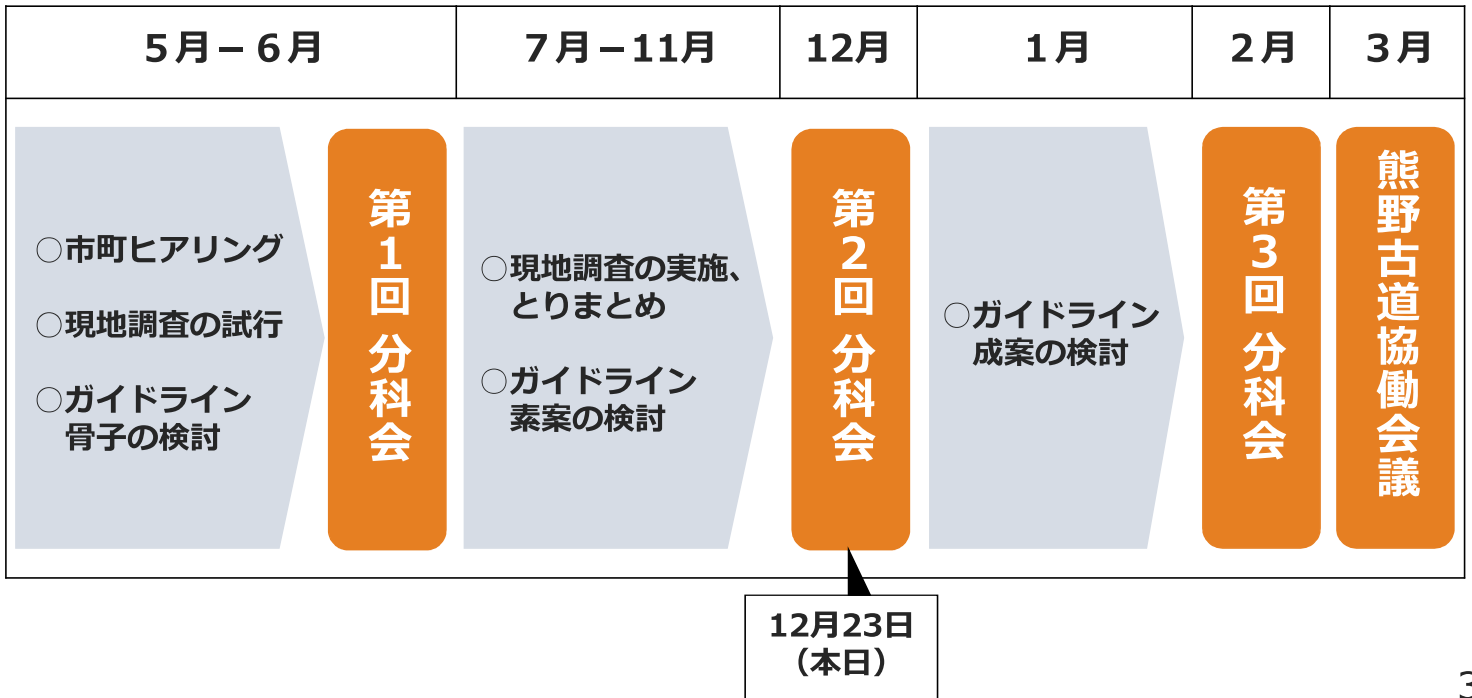 5月－6月
7月－11月
12月
1月
2月
3月
○市町ヒアリング
○現地調査の試行
○ガイドライン
骨子の検討
第1回 分科会
○現地調査の実施、
とりまとめ
○ガイドライン
素案の検討
第2回 分科会
○ガイドライン
成案の検討
第3回 分科会
熊野古道協働会議
12月23日
（本日）
3